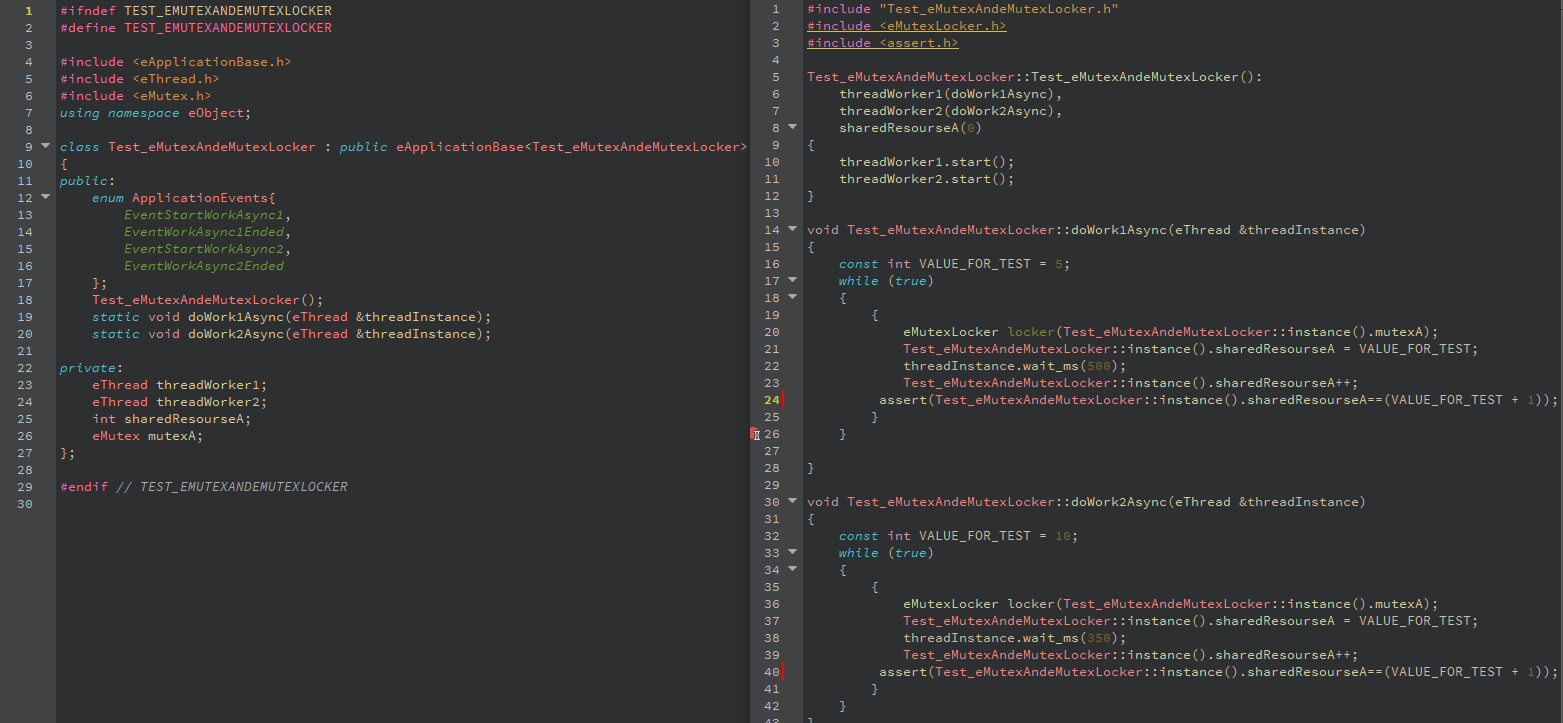 1 #ifndef TEST_EMUTEXANDEMUTEXLOCKER
2 #define TEST_EMUTEXANDEMUTEXLOCKER
3
4 #include <eApplicationBase.h>
5 #include <eThread.h>
6 #include <eMutex.h>
7 using namespace eObject;
8
9 class Test_eMutexAndeMutexLocker : public eApplicationBase<Test_eMutexAndeMutexLocker>
10 {
11 public:
12     enum ApplicationEvents{
13         EventStartWorkAsync1,
14         EventWorkAsync1Ended,
15         EventStartWorkAsync2,
16         EventWorkAsync2Ended
17     };
18     Test_eMutexAndeMutexLocker();
19     static void doWork1Async(eThread &threadInstance);
20     static void doWork2Async(eThread &threadInstance);
21
22 private:
23     eThread threadWorker1;
24     eThread threadWorker2;
25     int sharedResourseA;
26     eMutex mutexA;
27 };
28
29 #endif // TEST_EMUTEXANDEMUTEXLOCKER
30
1 #include "Test_eMutexAndeMutexLocker.h"
2 #include <eMutexLocker.h>
3 #include <assert.h>
4
5 Test_eMutexAndeMutexLocker::Test_eMutexAndeMutexLocker():
6     threadWorker1(doWork1Async),
7     threadWorker2(doWork2Async),
8     sharedResourseA(0)
9 {
10     threadWorker1.start();
11     threadWorker2.start();
12 }
13
14 void Test_eMutexAndeMutexLocker::doWork1Async(eThread &threadInstance)
15 {
16     const int VALUE_FOR_TEST = 5;
17     while (true)
18     {
19         {
20             eMutexLocker locker(Test_eMutexAndeMutexLocker::instance().mutexA);
21             Test_eMutexAndeMutexLocker::instance().sharedResourseA = VALUE_FOR_TEST;
22             threadInstance.wait_ms(500);
23             Test_eMutexAndeMutexLocker::instance().sharedResourseA++;
24          assert(Test_eMutexAndeMutexLocker::instance().sharedResourseA==(VALUE_FOR_TEST + 1));
25         }
26     }
27
28 }
29
30 void Test_eMutexAndeMutexLocker::doWork2Async(eThread &threadInstance)
31 {
32     const int VALUE_FOR_TEST = 10;
33     while (true)
34     {
35         {
36             eMutexLocker locker(Test_eMutexAndeMutexLocker::instance().mutexA);
37             Test_eMutexAndeMutexLocker::instance().sharedResourseA = VALUE_FOR_TEST;
38             threadInstance.wait_ms(350);
39             Test_eMutexAndeMutexLocker::instance().sharedResourseA++;
40          assert(Test_eMutexAndeMutexLocker::instance().sharedResourseA==(VALUE_FOR_TEST + 1));
41         }
42     }